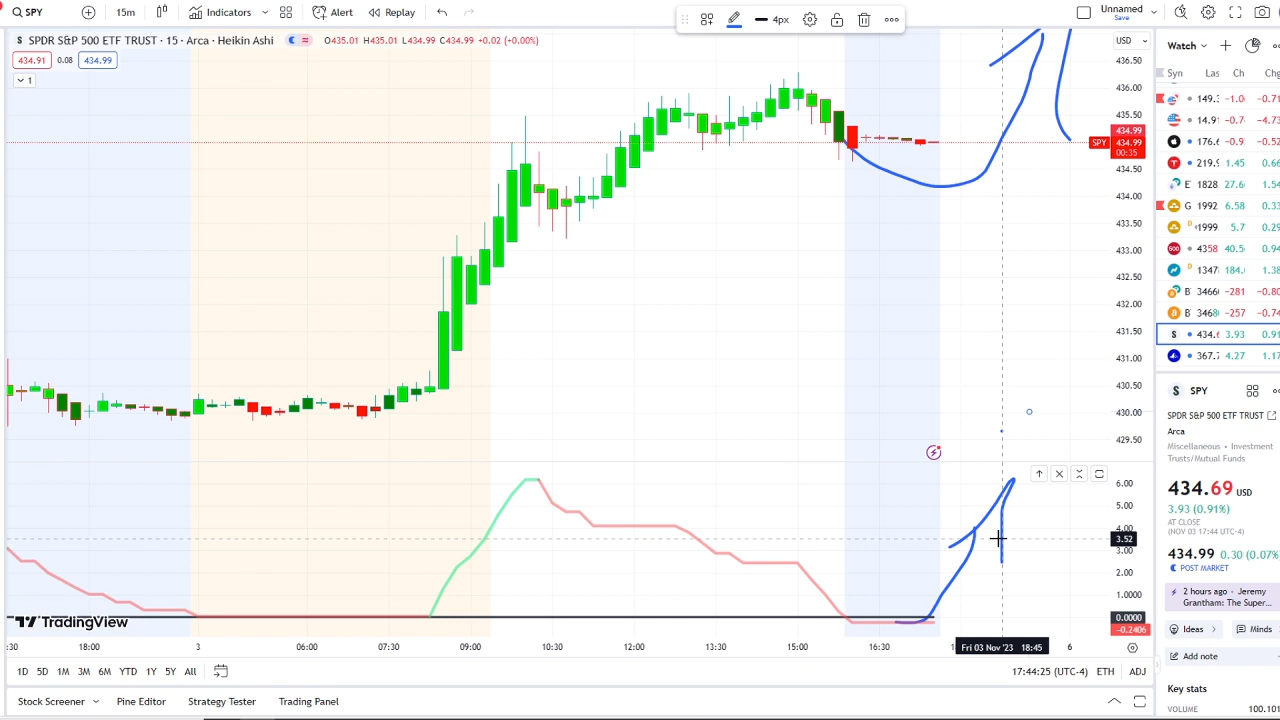 SPY 15m Indicators Alert Replay 4px Unnamed
Save
SPDR S&P 500 ETF TRUST · 15 · Arca · Heikin Ashi O435.01 H435.01 L434.99 C434.99 +0.02 (+0.00%)
434.91 0.08 434.99
1
USD
436.50
436.00
435.50
434.99
SPY 434.99
00:35
434.50
434.00
433.50
433.00
432.50
432.00
431.50
431.00
430.50
430.00
429.50
6.00
5.00
4.00
3.52
3.00
2.00
1.0000
0.0000
-0.2406
TradingView
:30 18:00 3 06:00 07:30 09:00 10:30 12:00 13:30 15:00 16:30 Fri 03 Nov '23 18:45 6
1D 5D 1M 3M 6M YTD 1Y 5Y All 17:44:25 (UTC-4) ETH ADJ
Stock Screener Pine Editor Strategy Tester Trading Panel
Watch
Syn Las Ch Chg
149.3 −1.0 −0.71
14.91 −0.7 −4.73
176.6 −0.9 −0.52
219.9 1.45 0.66
E 1828 27.6 1.54
G 1992 6.58 0.33
1999 5.7 0.29
4358 40.5 0.94
1347 184. 1.38
B 3466 −281 −0.80
B 3468 −257 −0.74
S 434.6 3.93 0.91
367.7 4.27 1.17
S SPY
SPDR S&P 500 ETF TRUST
Arca
Miscellaneous • Investment
Trusts/Mutual Funds
434.69 USD
3.93 (0.91%)
AT CLOSE
(NOV 03 17:44 UTC-4)
434.99 0.30 (0.07%)
POST MARKET
2 hours ago • Jeremy
Grantham: The Super...
Ideas Minds
Add note
Key stats
VOLUME 100.101